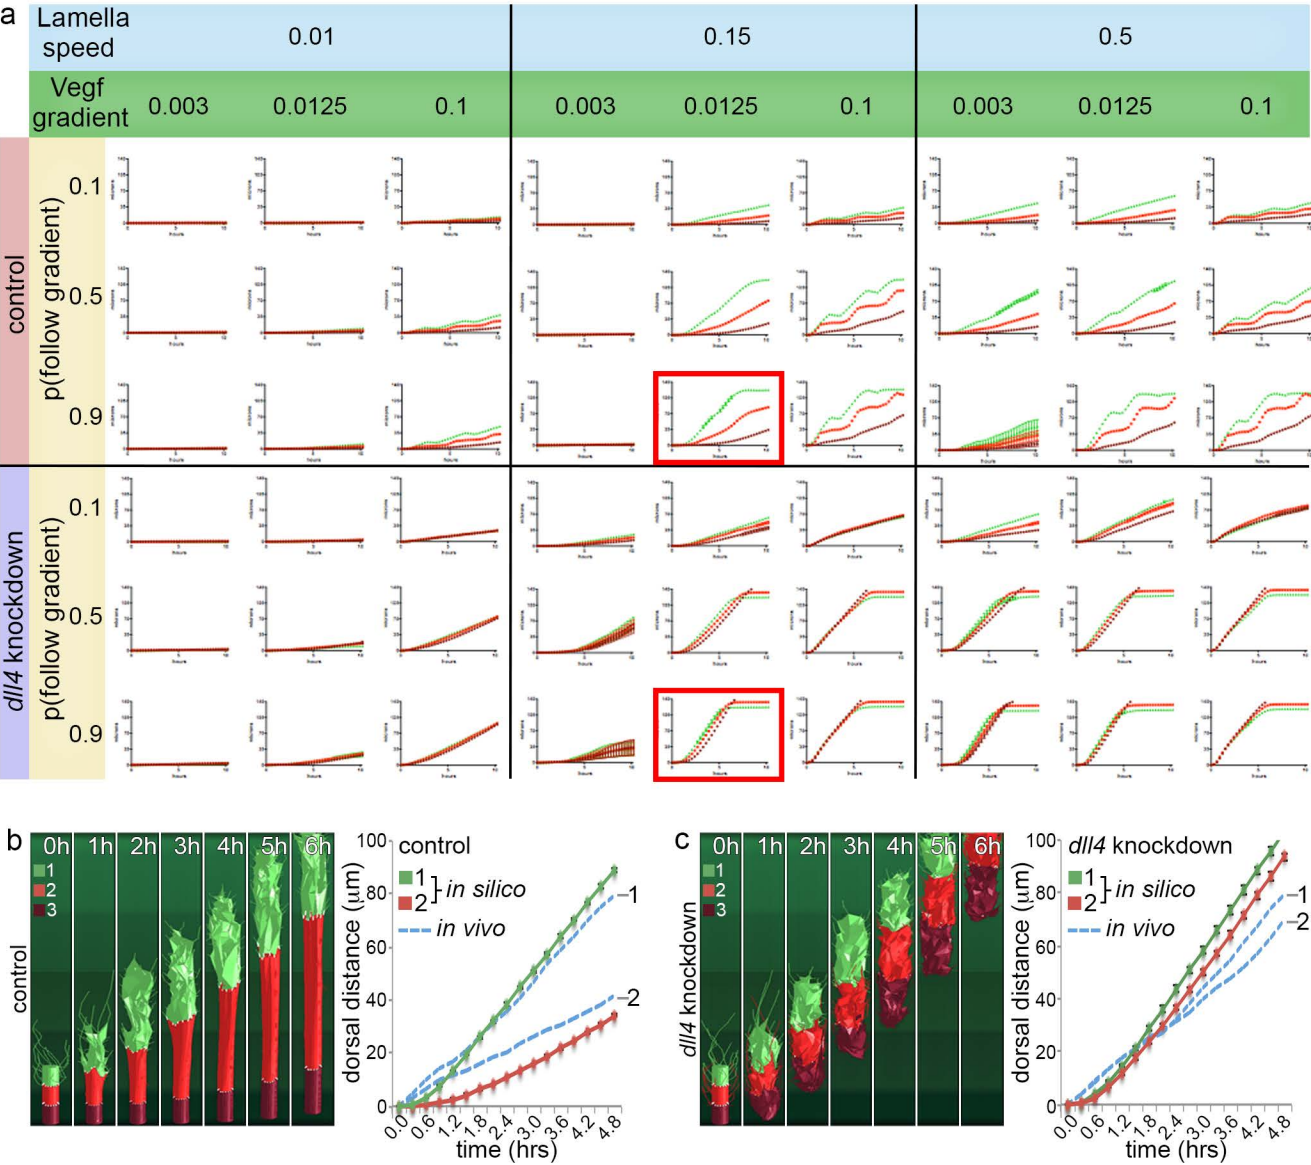 a
Lamella speed 0.01 0.15 0.5
Vegf gradient 0.003 0.0125 0.1 0.003 0.0125 0.1 0.003 0.0125 0.1
control
p(follow gradient)
0.1
0.5
0.9
dll4 knockdown
p(follow gradient)
0.1
0.5
0.9
hours
b
control
0h 1h 2h 3h 4h 5h 6h
1
2
3
dorsal distance (μm)
100
80
60
40
20
0
control
1
2
in silico
in vivo
1
2
0.0 0.6 1.2 1.8 2.4 3.0 3.6 4.2 4.8
time (hrs)
c
dll4 knockdown
0h 1h 2h 3h 4h 5h 6h
1
2
3
dorsal distance (μm)
100
80
60
40
20
0
dll4 knockdown
1
2
in silico
in vivo
1
2
0.0 0.6 1.2 1.8 2.4 3.0 3.6 4.2 4.8
time (hrs)